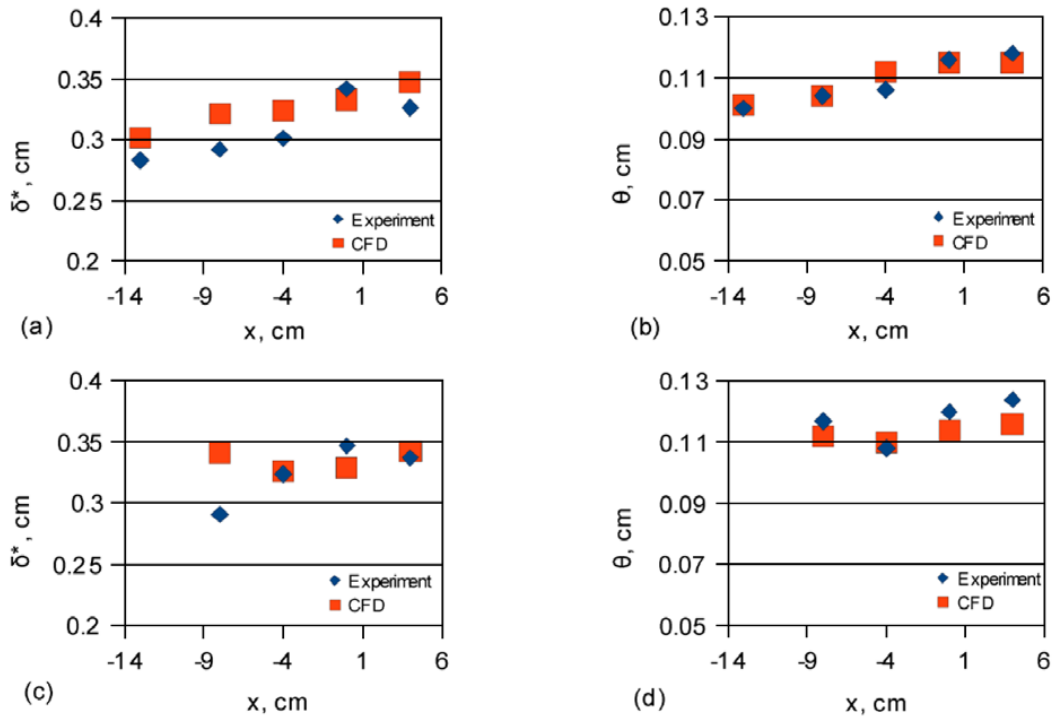 0.4
0.35
0.3
0.25
0.2
δ*, cm
Experiment
CFD
-14 -9 -4 1 6
x, cm
(a)
0.13
0.11
0.09
0.07
0.05
θ, cm
Experiment
CFD
-14 -9 -4 1 6
x, cm
(b)
0.4
0.35
0.3
0.25
0.2
δ*, cm
Experiment
CFD
-14 -9 -4 1 6
x, cm
(c)
0.13
0.11
0.09
0.07
0.05
θ, cm
Experiment
CFD
-14 -9 -4 1 6
x, cm
(d)